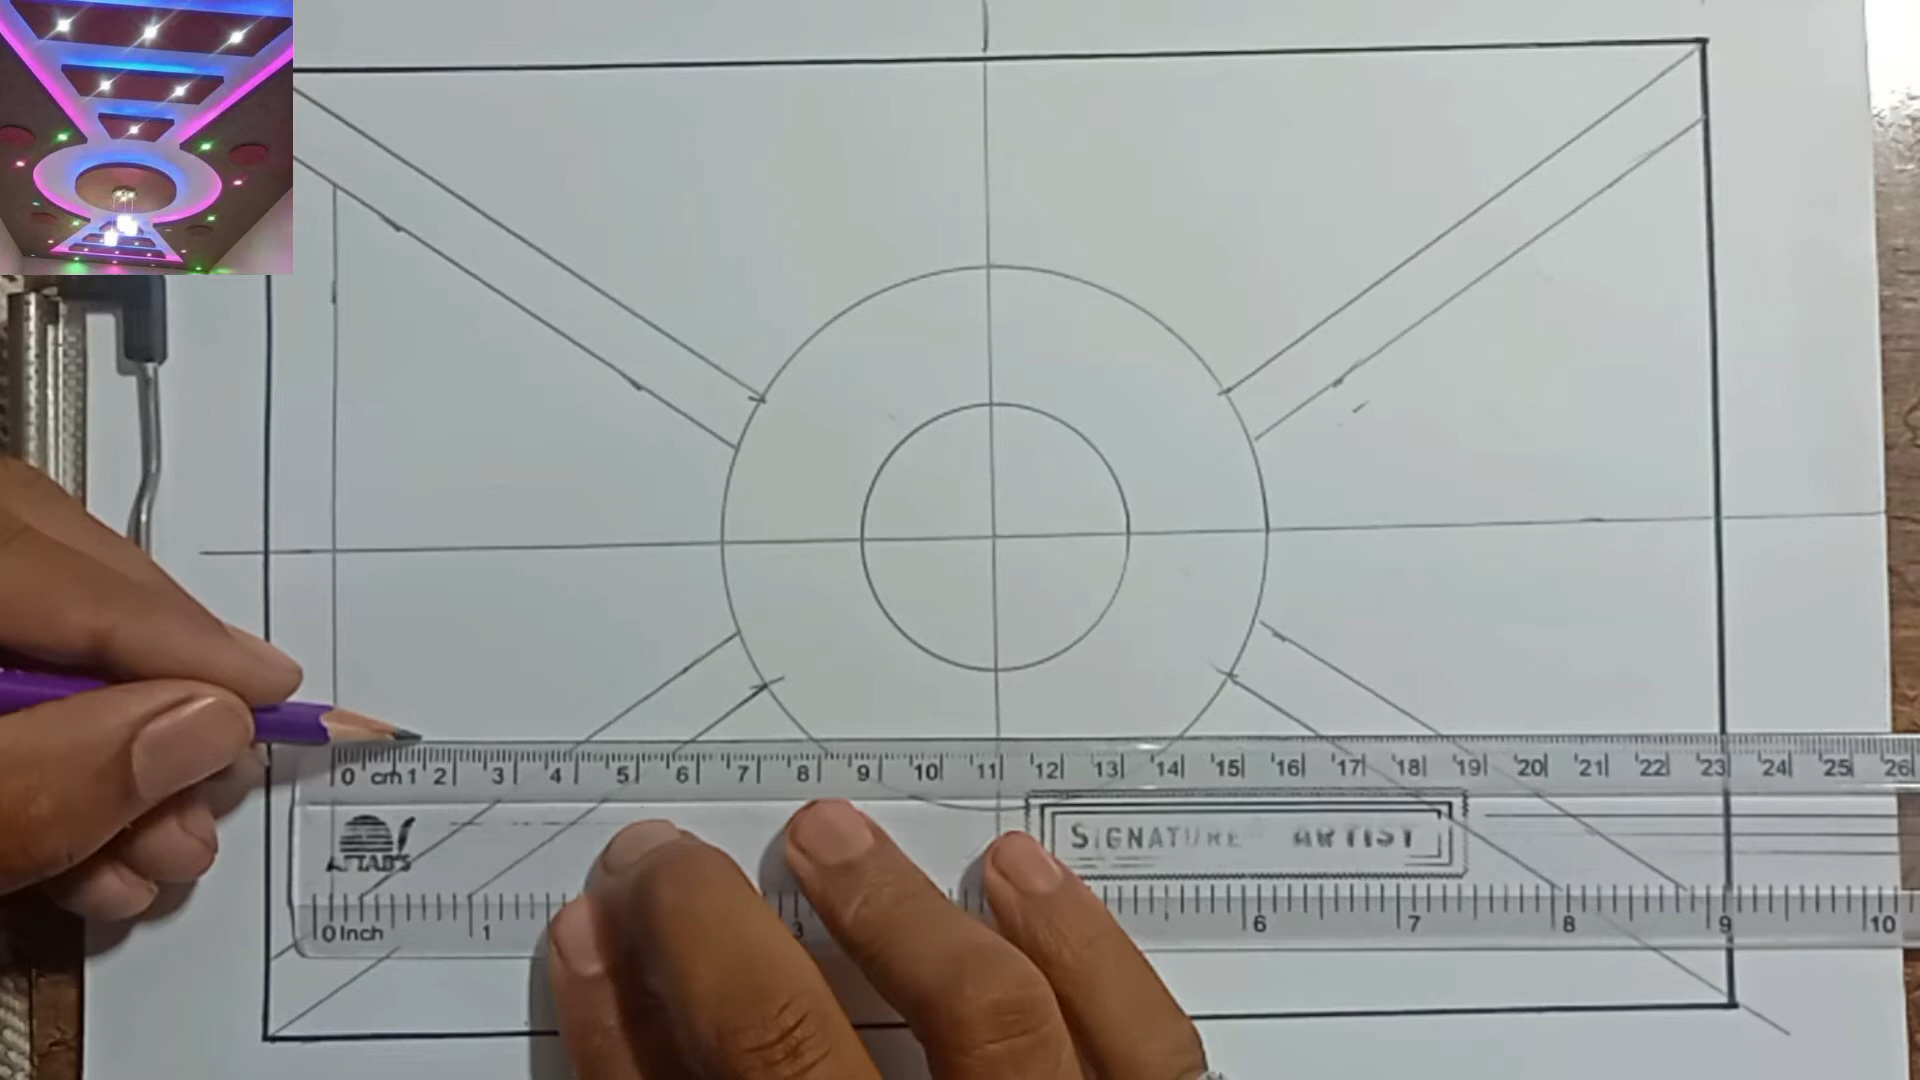 0 cm 1 2 3 4 5 6 7 8 9 10 11 12 13 14 15 16 17 18 19 20 21 22 23 24 25 26
AFTAB'S
SIGNATURE ARTIST
0 Inch 1 3 6 7 8 9 10